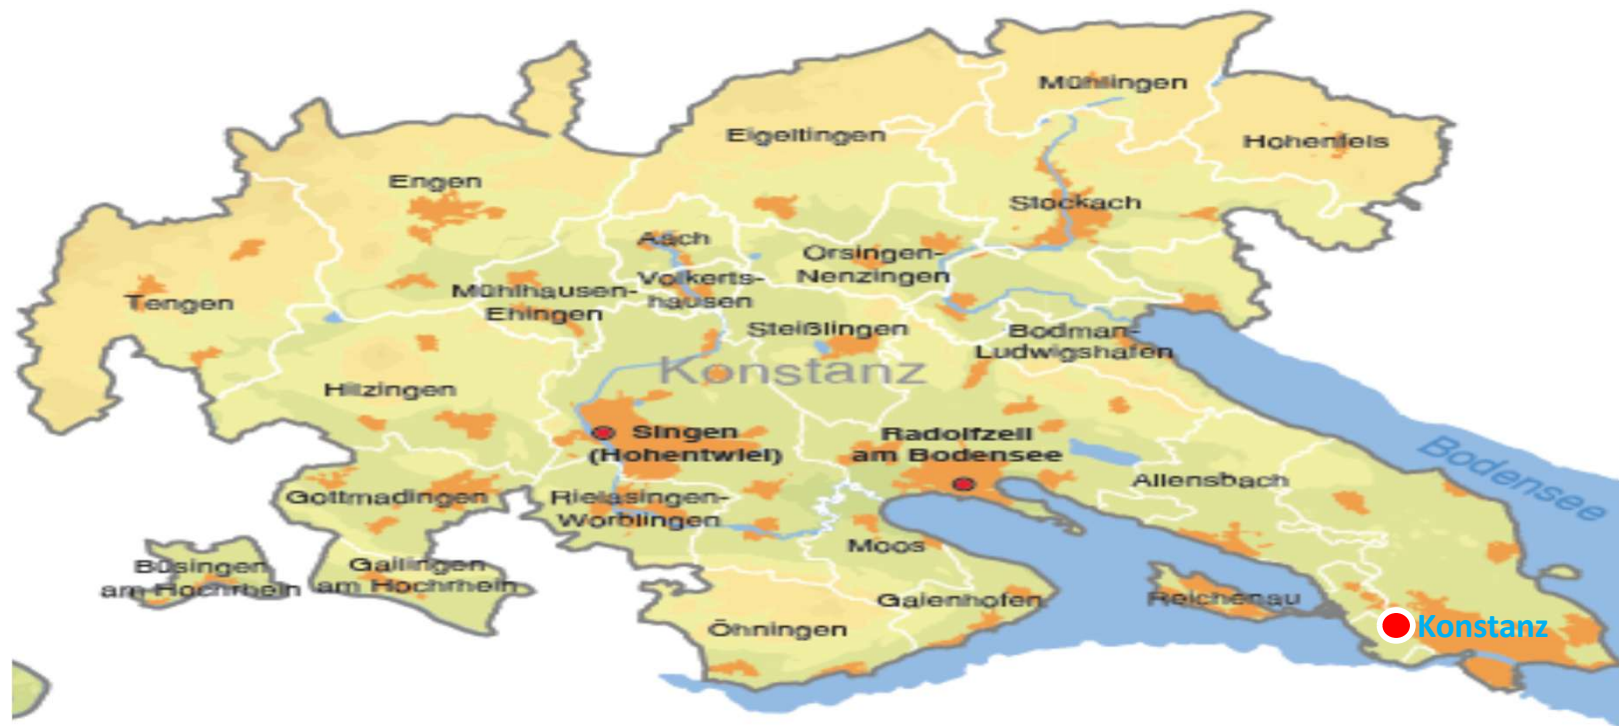 Mühlingen
Eigeltingen
Hohenfels
Engen
Stockach
Aach
Orsingen-
Nenzingen
Volkerts-
hausen
Mühlhausen-
Ehingen
Tengen
Steißlingen
Bodman-
Ludwigshafen
Konstanz
Hilzingen
Singen
(Hohentwiel)
Radolfzell
am Bodensee
Bodensee
Allensbach
Gottmadingen
Rielasingen-
Worblingen
Moos
Büsingen
am Hochrhein
Gailingen
am Hochrhein
Gaienhofen
Reichenau
Öhningen
Konstanz